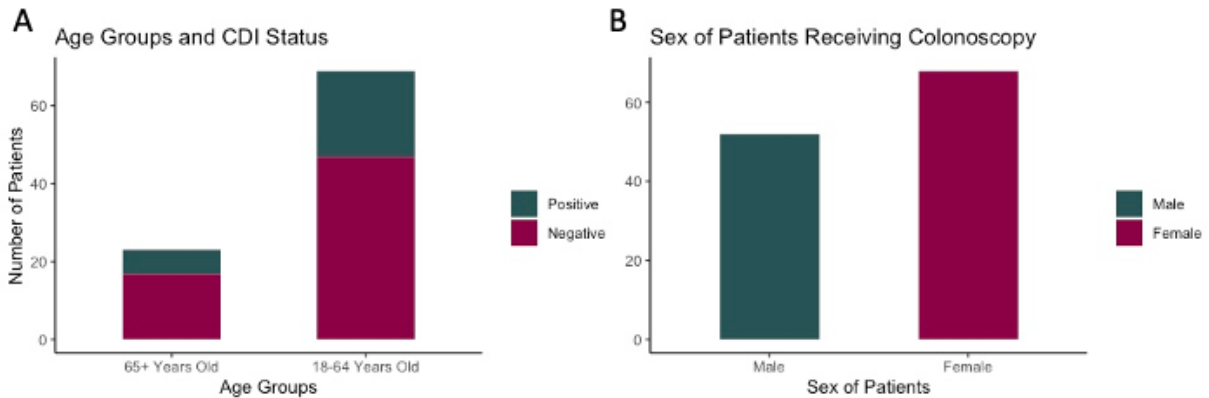 A
Age Groups and CDI Status
Number of Patients
60
40
20
0
65+ Years Old
18-64 Years Old
Age Groups
Positive
Negative
B
Sex of Patients Receiving Colonoscopy
60
40
20
0
Male
Female
Sex of Patients
Male
Female